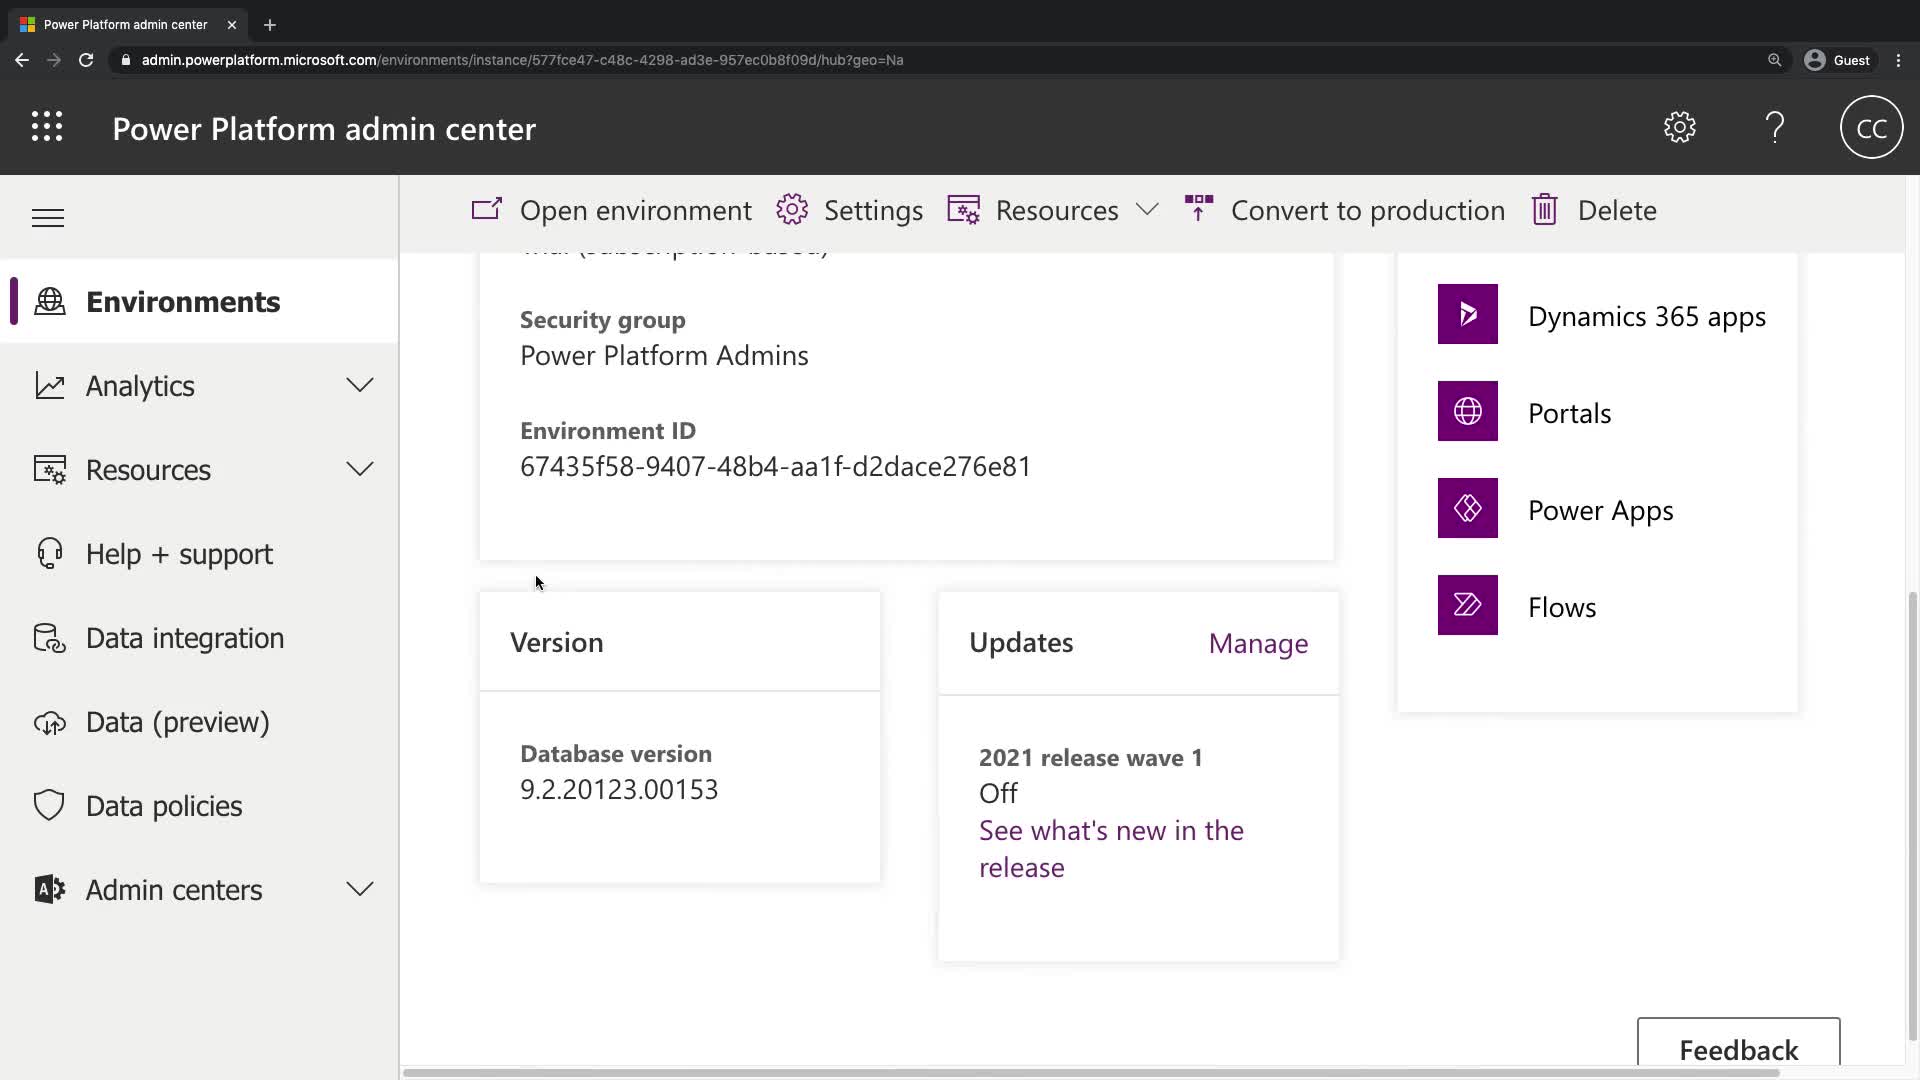 Power Platform admin center
admin.powerplatform.microsoft.com/environments/instance/577fce47-c48c-4298-ad3e-957ec0b8f09d/hub?geo=Na
Guest
Power Platform admin center
CC
Open environment
Settings
Resources
Convert to production
Delete
Environments
Analytics
Resources
Help + support
Data integration
Data (preview)
Data policies
Admin centers
(subscription-based)
Security group
Power Platform Admins
Environment ID
67435f58-9407-48b4-aa1f-d2dace276e81
Dynamics 365 apps
Portals
Power Apps
Flows
Version
Database version
9.2.20123.00153
Updates
Manage
2021 release wave 1
Off
See what's new in the
release
Feedback